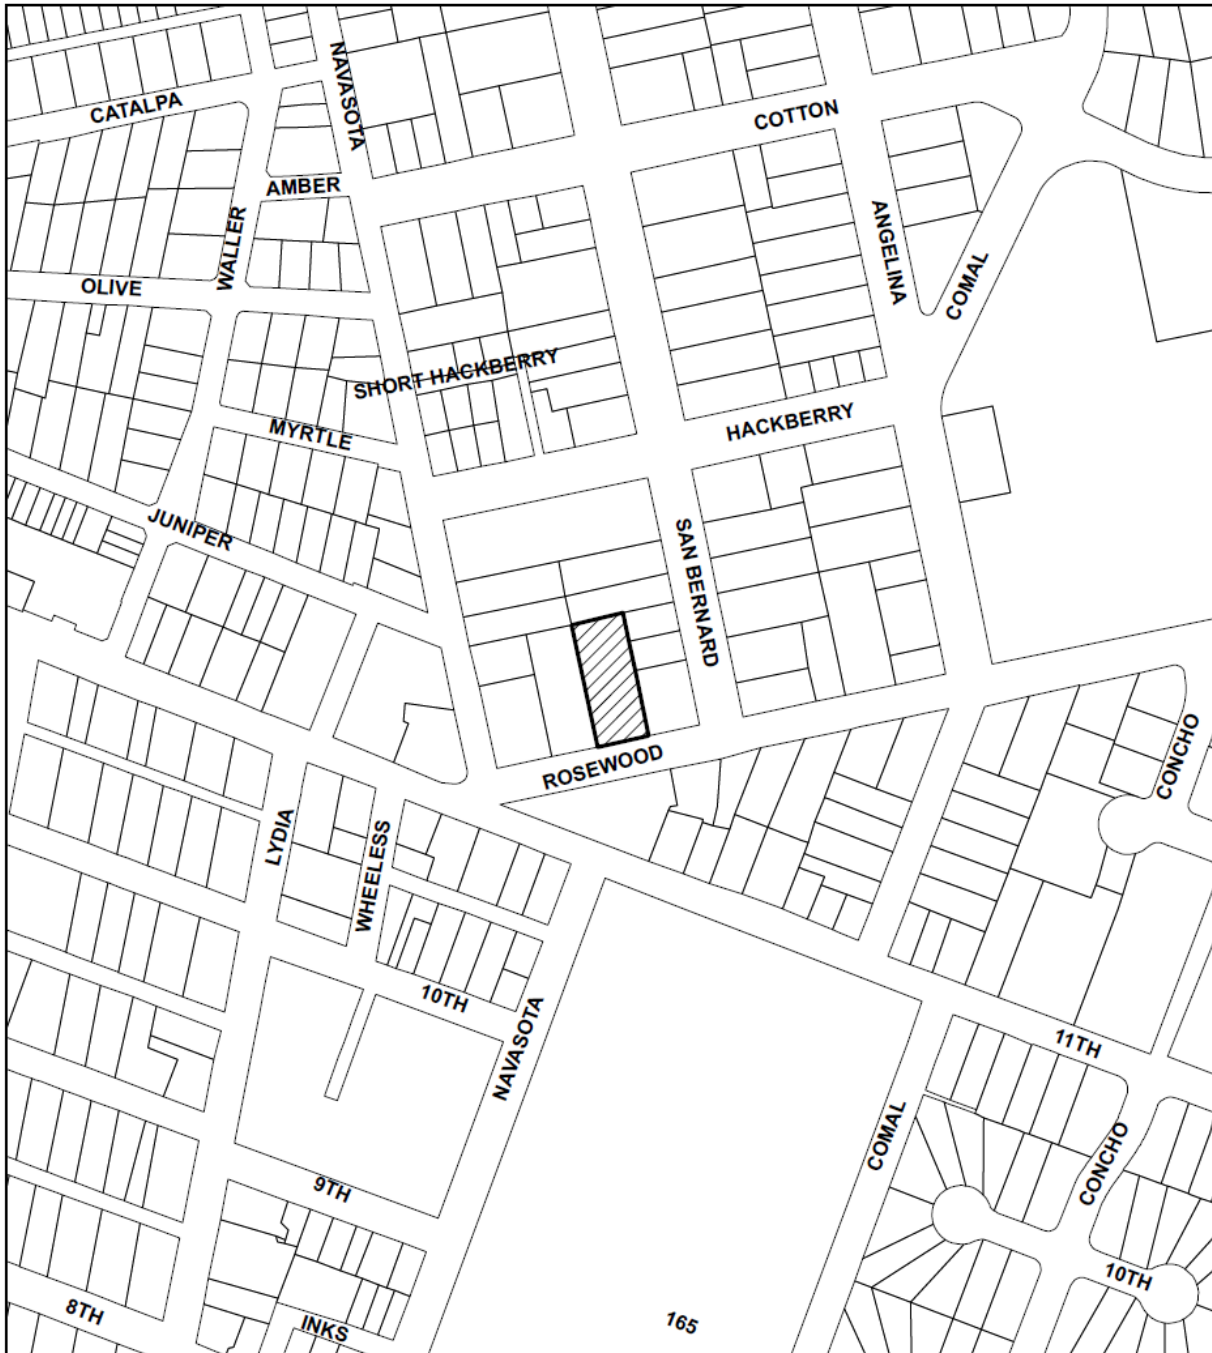 NAVASOTA
CATALPA
COTTON
AMBER
WALLER
ANGELINA
OLIVE
COMAL
SHORT HACKBERRY
HACKBERRY
MYRTLE
JUNIPER
SAN BERNARD
ROSEWOOD
CONCHO
LYDIA
WHEELESS
10TH
NAVASOTA
11TH
COMAL
CONCHO
9TH
10TH
8TH
INKS
165